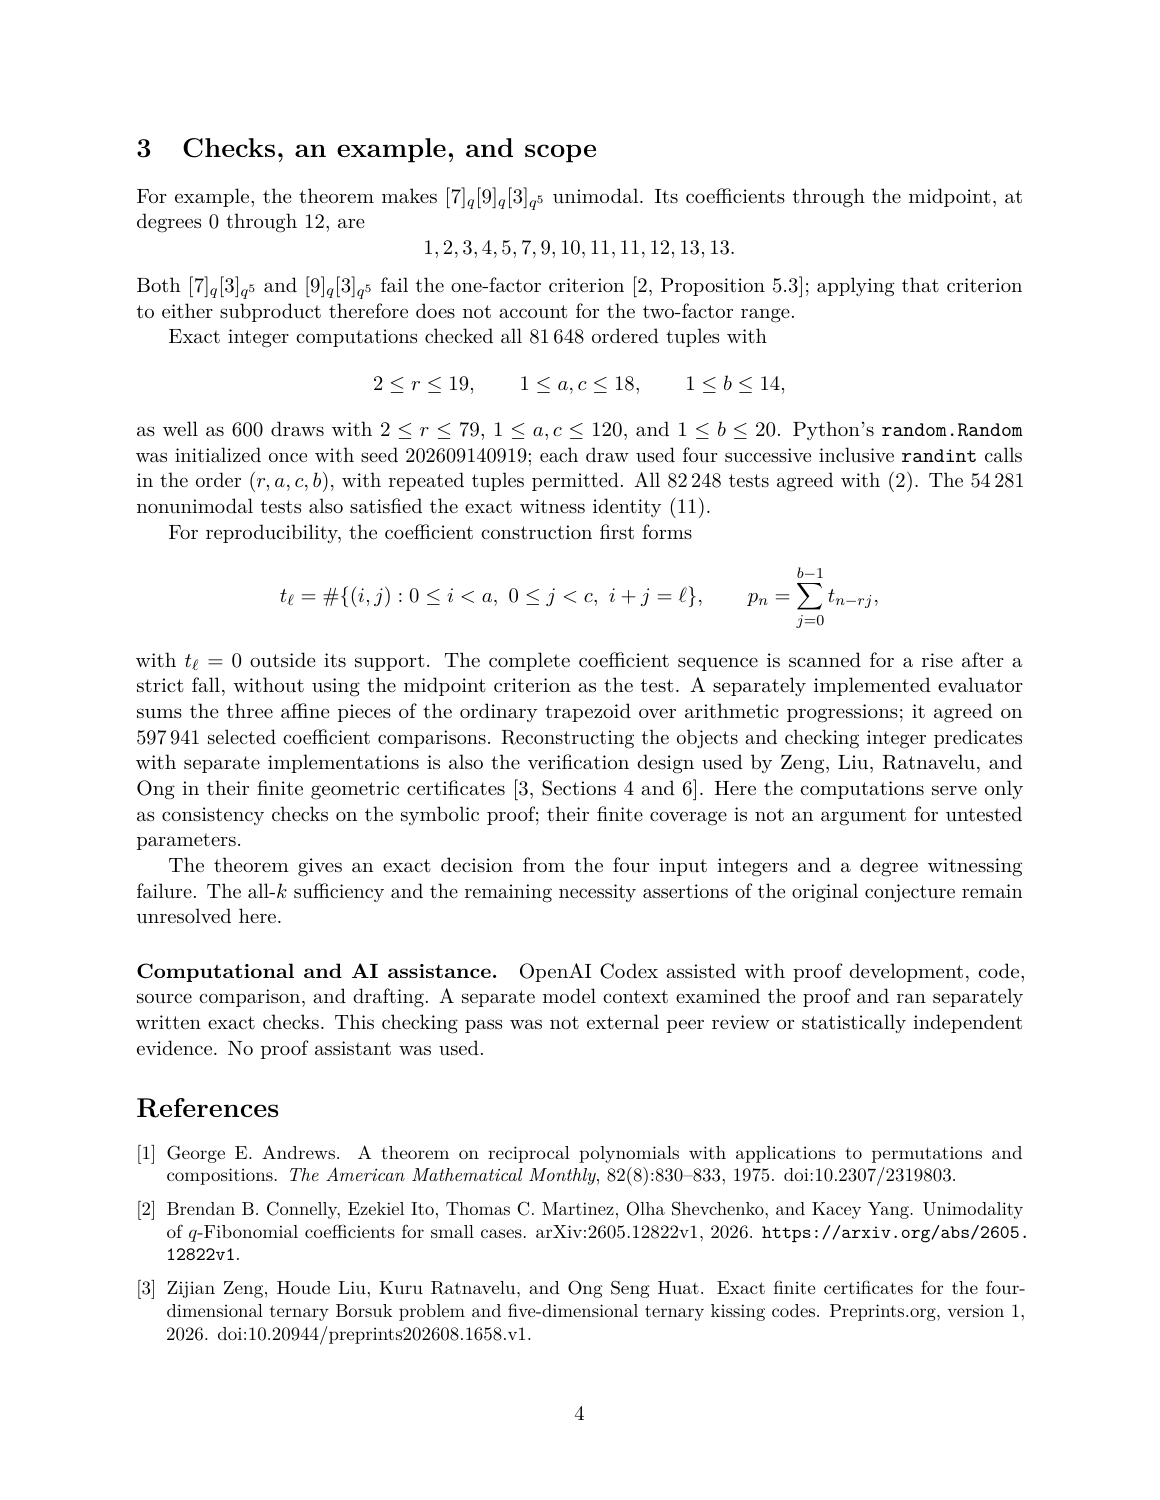 3 Checks, an example, and scope
For example, the theorem makes [7]_q[9]_q[3]_{q^5} unimodal. Its coefficients through the midpoint, at
degrees 0 through 12, are
1, 2, 3, 4, 5, 7, 9, 10, 11, 11, 12, 13, 13.
Both [7]_q[3]_{q^5} and [9]_q[3]_{q^5} fail the one-factor criterion [2, Proposition 5.3]; applying that criterion
to either subproduct therefore does not account for the two-factor range.
Exact integer computations checked all 81 648 ordered tuples with
2 ≤ r ≤ 19, 1 ≤ a, c ≤ 18, 1 ≤ b ≤ 14,
as well as 600 draws with 2 ≤ r ≤ 79, 1 ≤ a, c ≤ 120, and 1 ≤ b ≤ 20. Python's random.Random
was initialized once with seed 202609140919; each draw used four successive inclusive randint calls
in the order (r, a, c, b), with repeated tuples permitted. All 82 248 tests agreed with (2). The 54 281
nonunimodal tests also satisfied the exact witness identity (11).
For reproducibility, the coefficient construction first forms
t_ℓ = #{(i, j) : 0 ≤ i < a, 0 ≤ j < c, i + j = ℓ}, p_n = \sum_{j=0}^{b−1} t_{n−rj},
with t_ℓ = 0 outside its support. The complete coefficient sequence is scanned for a rise after a
strict fall, without using the midpoint criterion as the test. A separately implemented evaluator
sums the three affine pieces of the ordinary trapezoid over arithmetic progressions; it agreed on
597 941 selected coefficient comparisons. Reconstructing the objects and checking integer predicates
with separate implementations is also the verification design used by Zeng, Liu, Ratnavelu, and
Ong in their finite geometric certificates [3, Sections 4 and 6]. Here the computations serve only
as consistency checks on the symbolic proof; their finite coverage is not an argument for untested
parameters.
The theorem gives an exact decision from the four input integers and a degree witnessing
failure. The all-k sufficiency and the remaining necessity assertions of the original conjecture remain
unresolved here.
Computational and AI assistance. OpenAI Codex assisted with proof development, code,
source comparison, and drafting. A separate model context examined the proof and ran separately
written exact checks. This checking pass was not external peer review or statistically independent
evidence. No proof assistant was used.
References
[1] George E. Andrews. A theorem on reciprocal polynomials with applications to permutations and
compositions. The American Mathematical Monthly, 82(8):830–833, 1975. doi:10.2307/2319803.
[2] Brendan B. Connelly, Ezekiel Ito, Thomas C. Martinez, Olha Shevchenko, and Kacey Yang. Unimodality
of q-Fibonomial coefficients for small cases. arXiv:2605.12822v1, 2026. https://arxiv.org/abs/2605.
12822v1.
[3] Zijian Zeng, Houde Liu, Kuru Ratnavelu, and Ong Seng Huat. Exact finite certificates for the four-
dimensional ternary Borsuk problem and five-dimensional ternary kissing codes. Preprints.org, version 1,
2026. doi:10.20944/preprints202608.1658.v1.
4